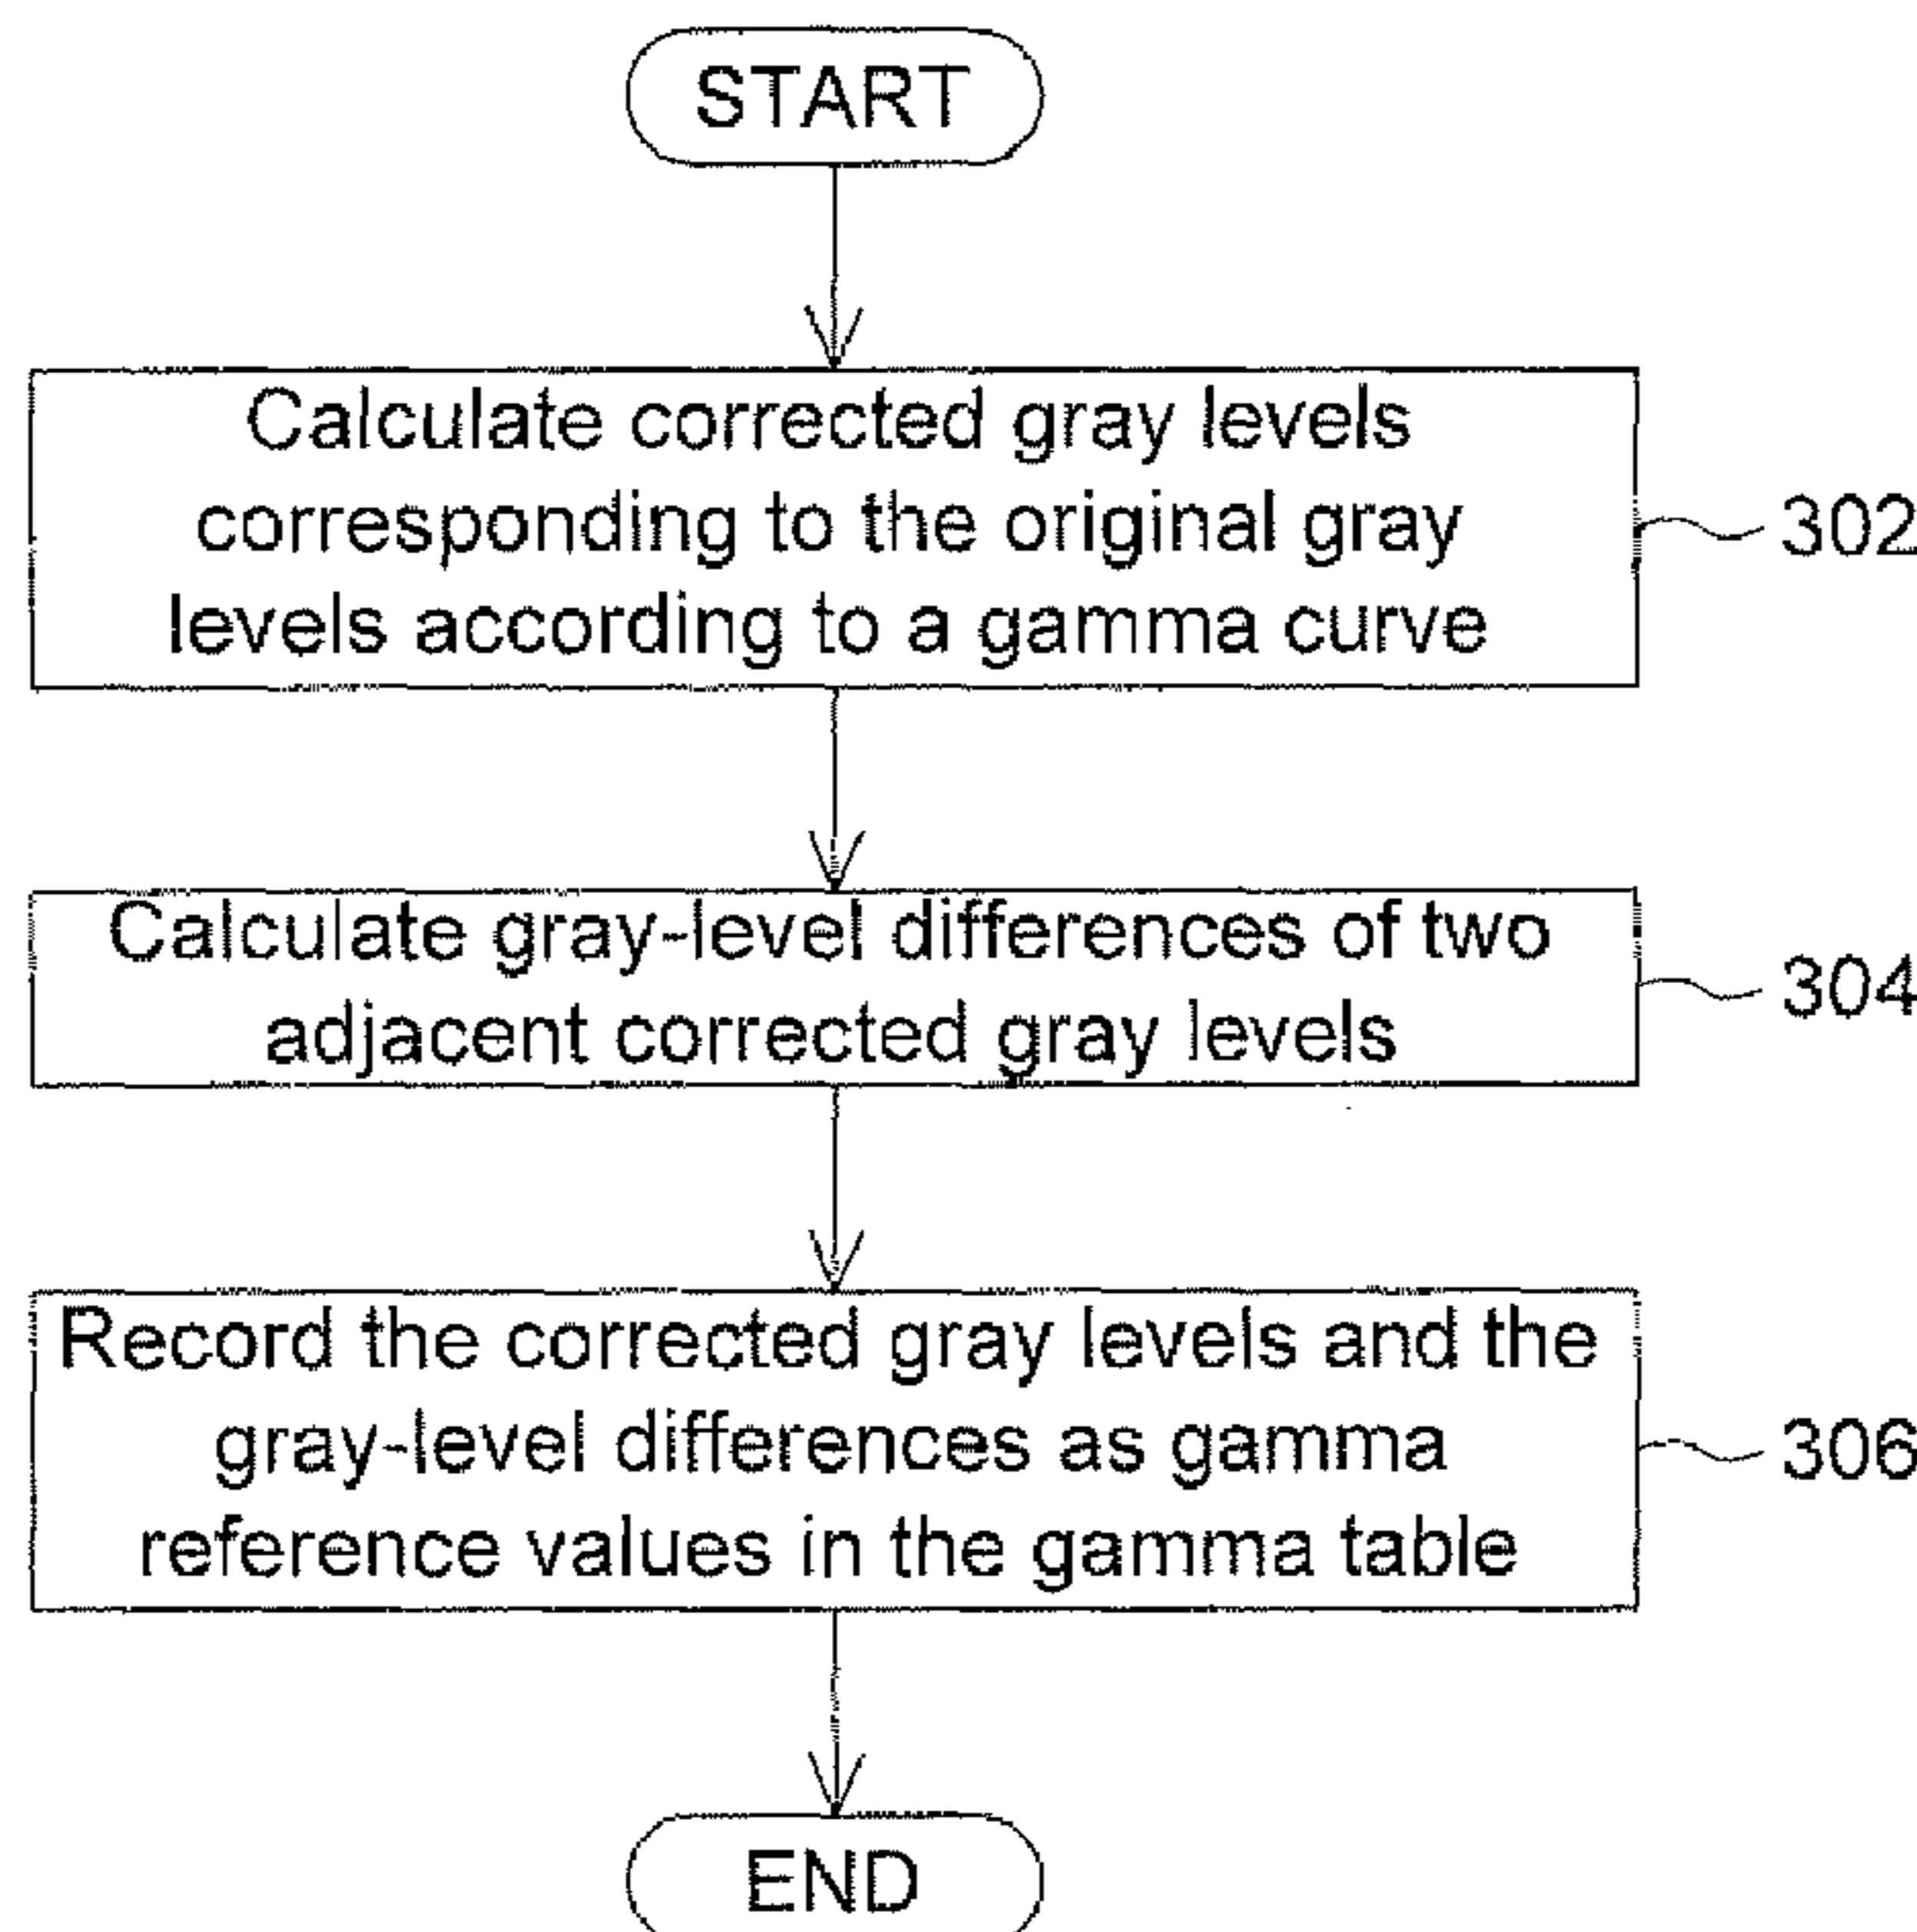 START
Calculate corrected gray levels
corresponding to the original gray
levels according to a gamma curve
302
Calculate gray-level differences of two
adjacent corrected gray levels
304
Record the corrected gray levels and the
gray-level differences as gamma
reference values in the gamma table
306
END